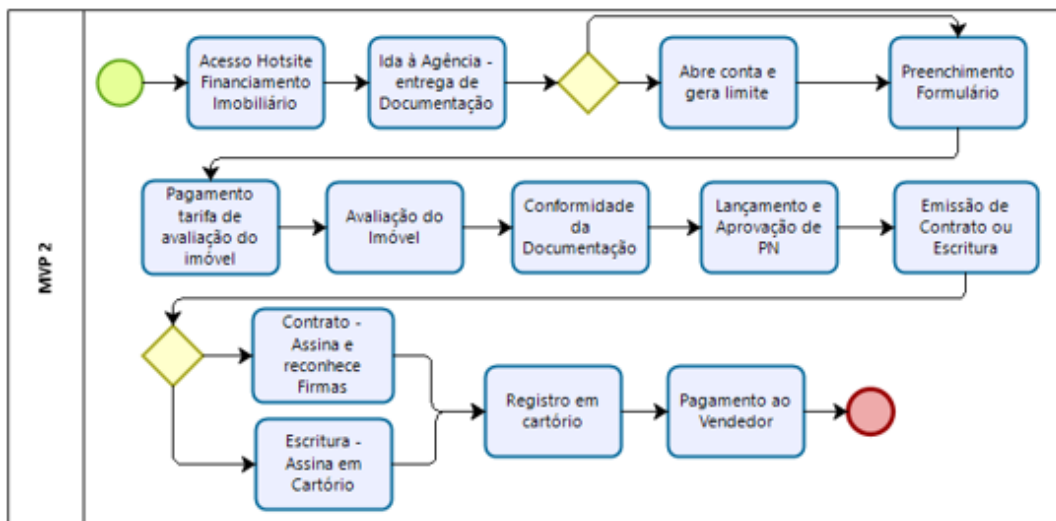 MVP 2
Acesso Hotsite
Financiamento
Imobiliário
Ida à Agência -
entrega de
Documentação
Abre conta e
gera limite
Preenchimento
Formulário
Pagamento
tarifa de
avaliação do
imóvel
Avaliação do
Imóvel
Conformidade
da
Documentação
Lançamento e
Aprovação de
PN
Emissão de
Contrato ou
Escritura
Contrato -
Assina e
reconhece
Firmas
Escritura -
Assina em
Cartório
Registro em
cartório
Pagamento ao
Vendedor